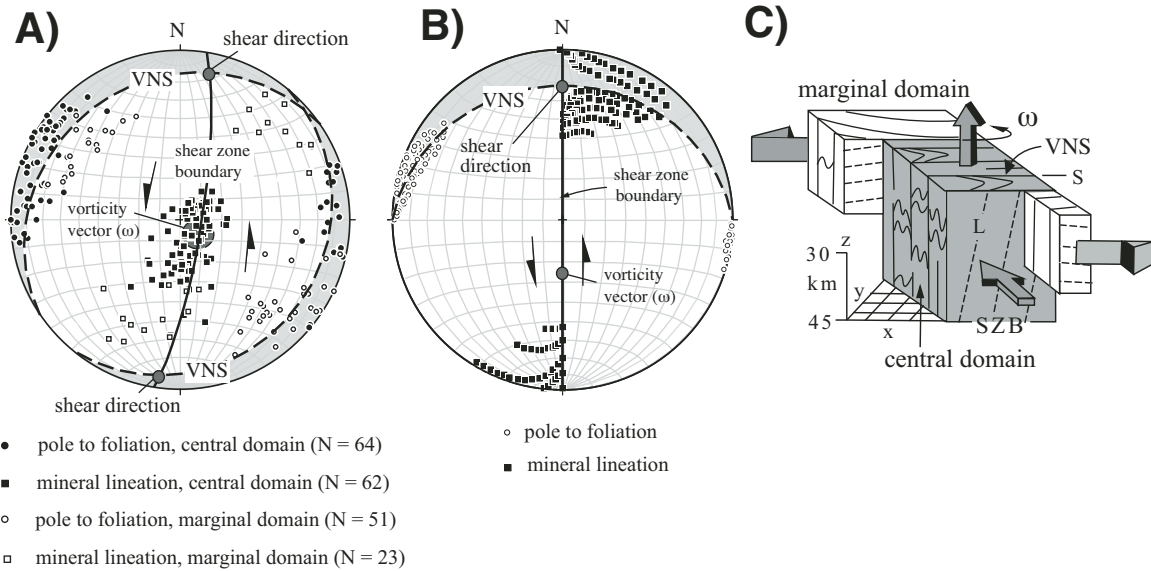 A)
N
shear direction
VNS
shear zone
boundary
vorticity
vector (ω)
VNS
shear direction
● pole to foliation, central domain (N = 64)
■ mineral lineation, central domain (N = 62)
○ pole to foliation, marginal domain (N = 51)
□ mineral lineation, marginal domain (N = 23)
B)
N
VNS
shear
direction
shear zone
boundary
vorticity
vector (ω)
○ pole to foliation
■ mineral lineation
C)
marginal domain
ω
VNS
S
L
z
30
km
y
45
x
SZB
central domain